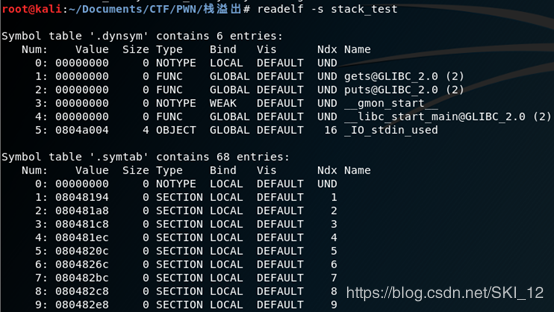 root@kali:~/Documents/CTF/PWN/栈溢出# readelf -s stack_test
Symbol table '.dynsym' contains 6 entries:
Num: Value Size Type Bind Vis Ndx Name
0: 00000000 0 NOTYPE LOCAL DEFAULT UND
1: 00000000 0 FUNC GLOBAL DEFAULT UND gets@GLIBC_2.0 (2)
2: 00000000 0 FUNC GLOBAL DEFAULT UND puts@GLIBC_2.0 (2)
3: 00000000 0 NOTYPE WEAK DEFAULT UND __gmon_start__
4: 00000000 0 FUNC GLOBAL DEFAULT UND __libc_start_main@GLIBC_2.0 (2)
5: 0804a004 4 OBJECT GLOBAL DEFAULT 16 _IO_stdin_used
Symbol table '.symtab' contains 68 entries:
Num: Value Size Type Bind Vis Ndx Name
0: 00000000 0 NOTYPE LOCAL DEFAULT UND
1: 08048194 0 SECTION LOCAL DEFAULT 1
2: 080481a8 0 SECTION LOCAL DEFAULT 2
3: 080481c8 0 SECTION LOCAL DEFAULT 3
4: 080481ec 0 SECTION LOCAL DEFAULT 4
5: 0804820c 0 SECTION LOCAL DEFAULT 5
6: 0804826c 0 SECTION LOCAL DEFAULT 6
7: 080482bc 0 SECTION LOCAL DEFAULT 7
8: 080482c8 0 SECTION LOCAL DEFAULT 8
9: 080482e8 0 SECTION LOCAL DEFAULT 9
https://blog.csdn.net/SKI_12